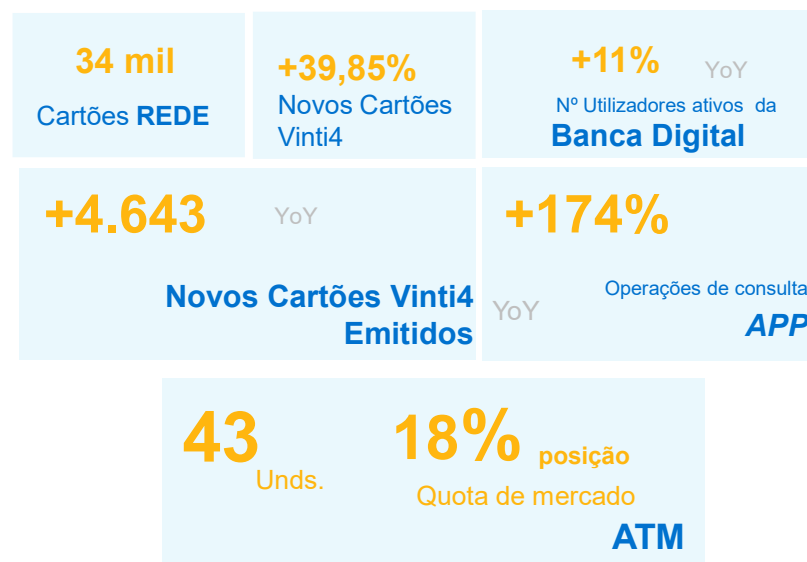 34 mil
Cartões REDE
+39,85%
Novos Cartões
Vinti4
+11% YoY
Nº Utilizadores ativos da
Banca Digital
+4.643 YoY
Novos Cartões Vinti4
Emitidos
+174%
YoY
Operações de consulta
APP
43
Unds.
18% posição
Quota de mercado
ATM